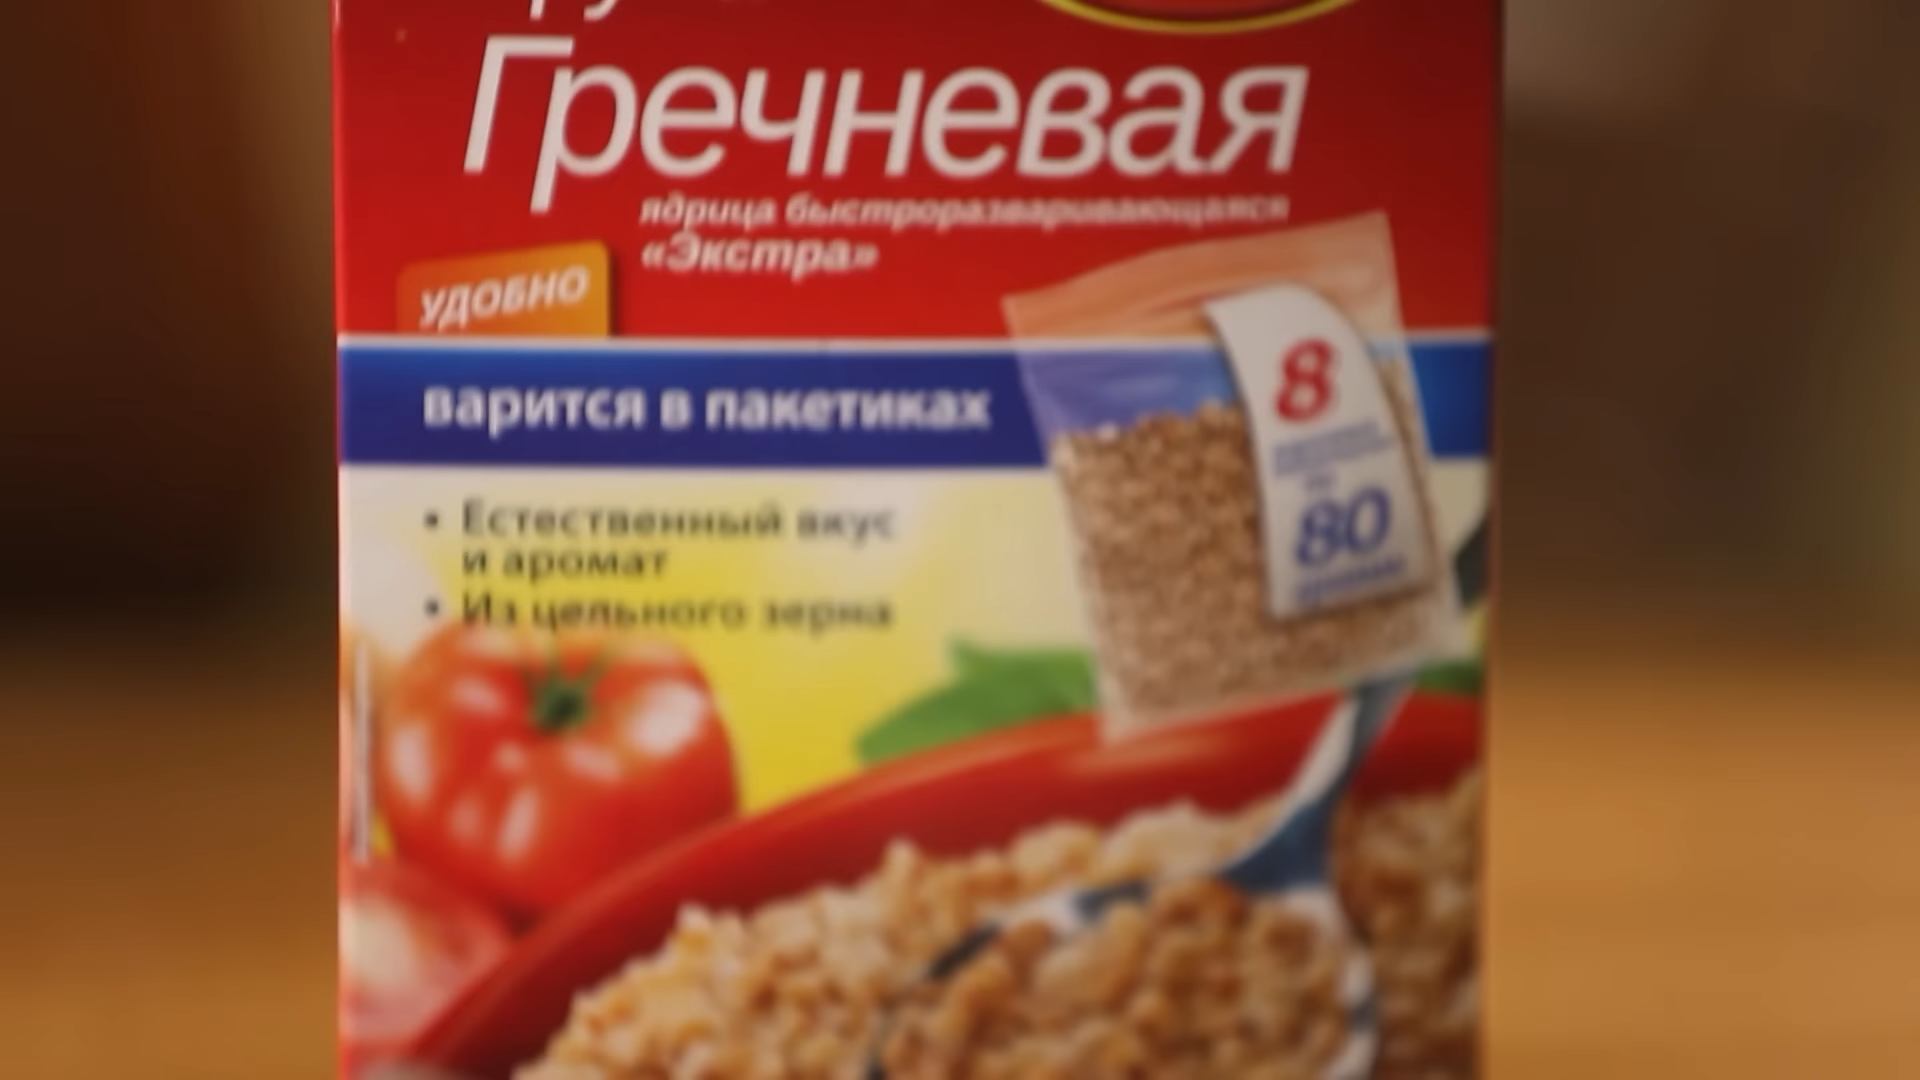 Гречневая
ядрица быстроразваривающаяся
«Экстра»
УДОБНО
варится в пакетиках
8
80
• Естественный вкус
и аромат
• Из цельного зерна